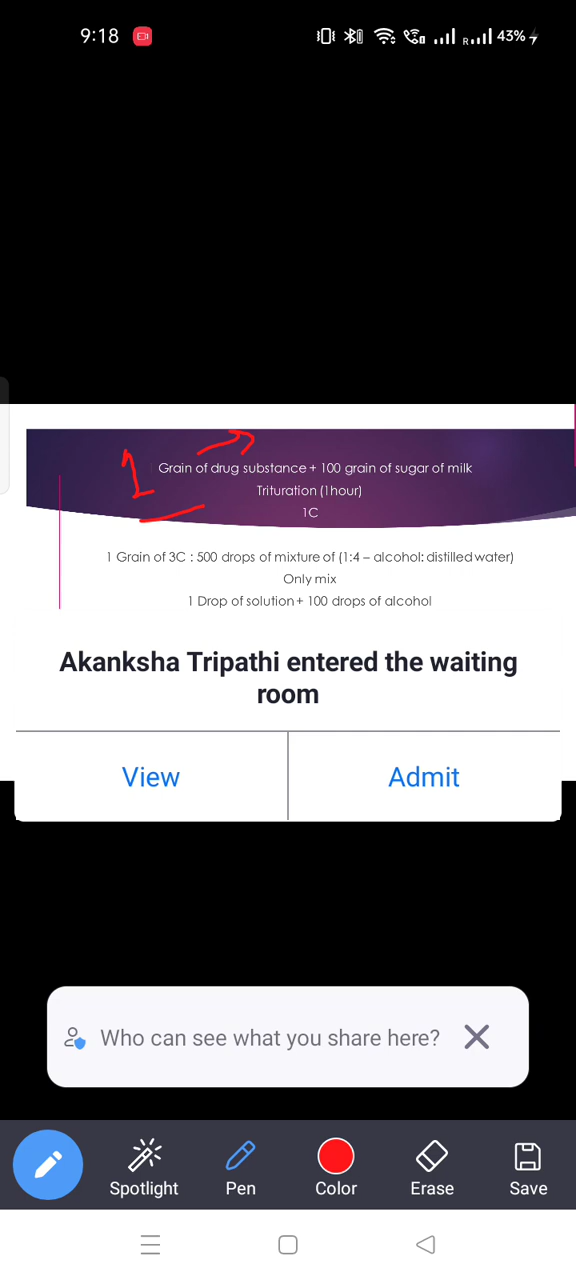 9:18
R
43%
1
Grain of drug substance + 100 grain of sugar of milk
Trituration (1hour)
1C
1 Grain of 3C : 500 drops of mixture of (1:4 – alcohol: distilled water)
Only mix
1 Drop of solution + 100 drops of alcohol
Akanksha Tripathi entered the waiting
room
View Admit
Who can see what you share here?
Spotlight Pen Color Erase Save